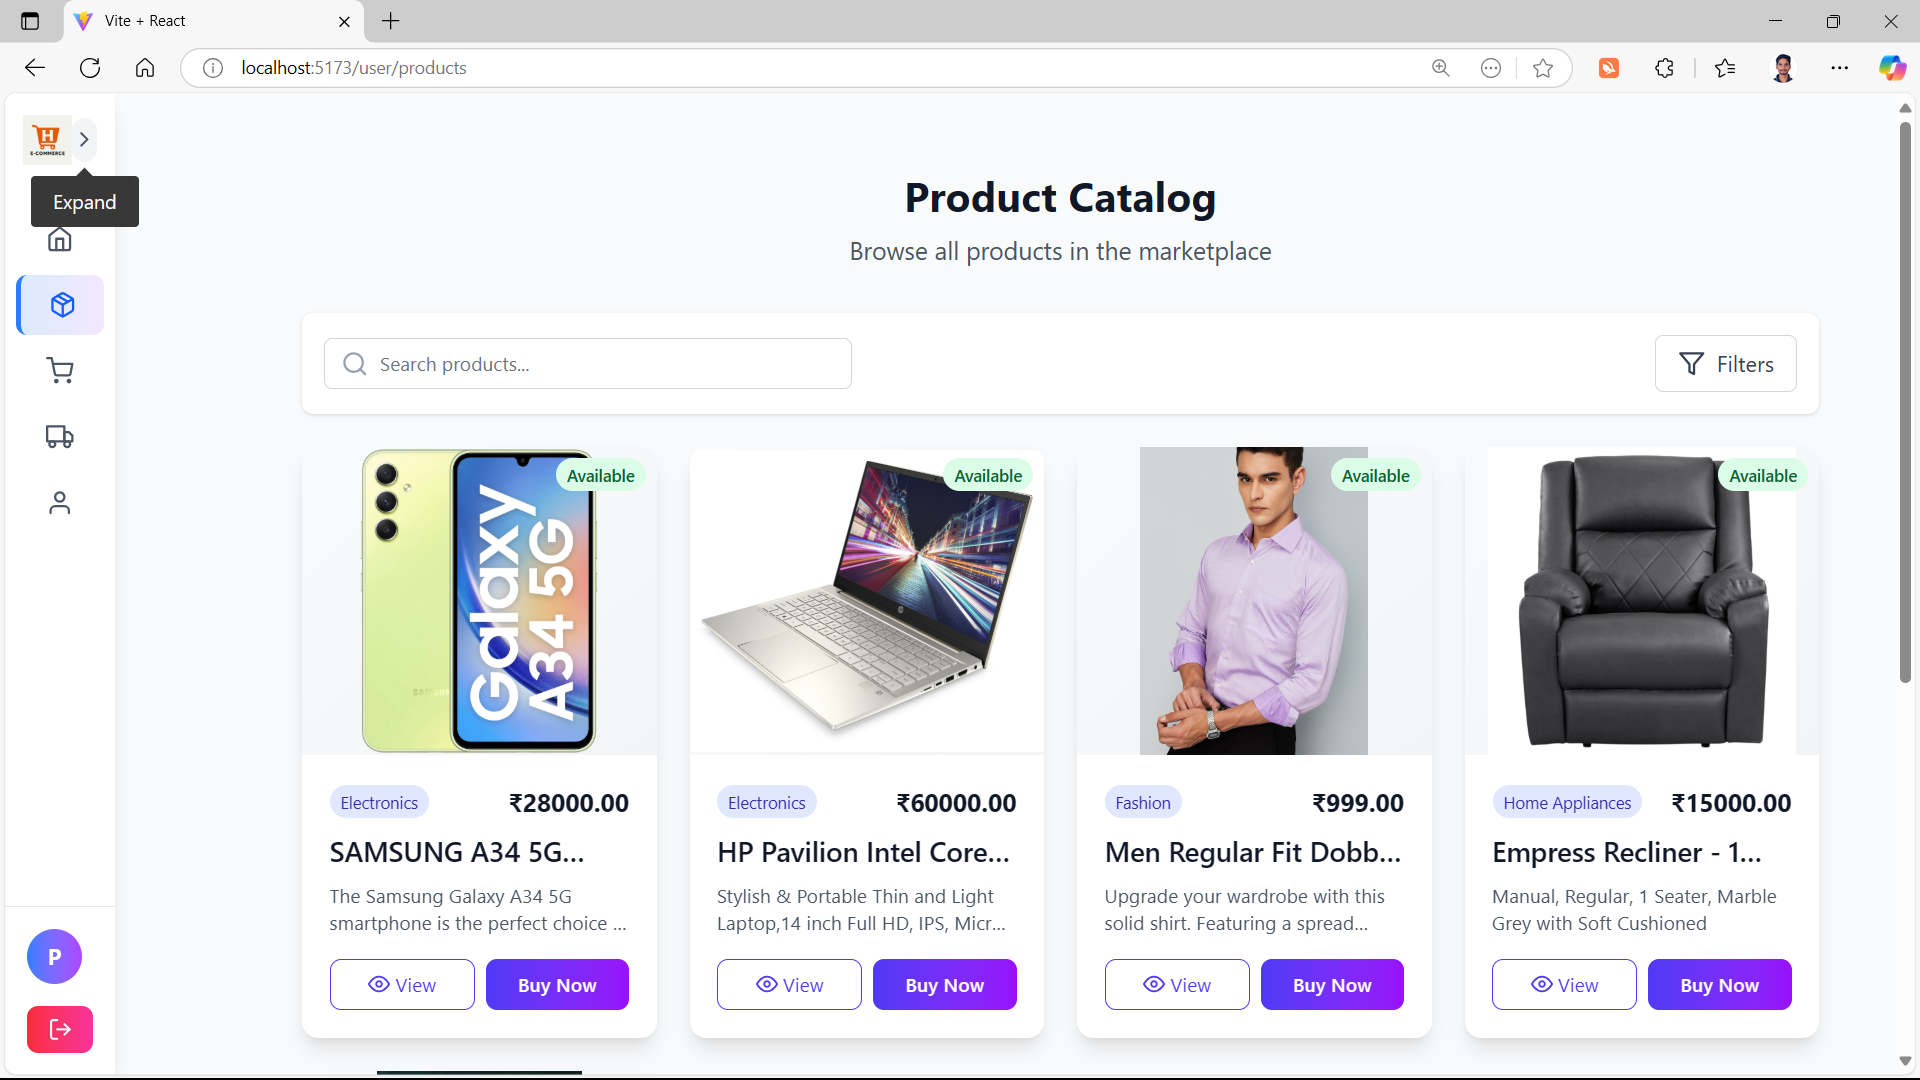 Vite + React
localhost:5173/user/products
H
E-COMMERCE
Expand
Product Catalog
Browse all products in the marketplace
Search products...
Filters
Available
Galaxy
A34 5G
SAMSUNG
Available
Available
Available
Electronics
₹28000.00
SAMSUNG A34 5G...
The Samsung Galaxy A34 5G
smartphone is the perfect choice ...
View
Buy Now
Electronics
₹60000.00
HP Pavilion Intel Core...
Stylish & Portable Thin and Light
Laptop,14 inch Full HD, IPS, Micr...
View
Buy Now
Fashion
₹999.00
Men Regular Fit Dobb...
Upgrade your wardrobe with this
solid shirt. Featuring a spread...
View
Buy Now
Home Appliances
₹15000.00
Empress Recliner - 1...
Manual, Regular, 1 Seater, Marble
Grey with Soft Cushioned
View
Buy Now
P